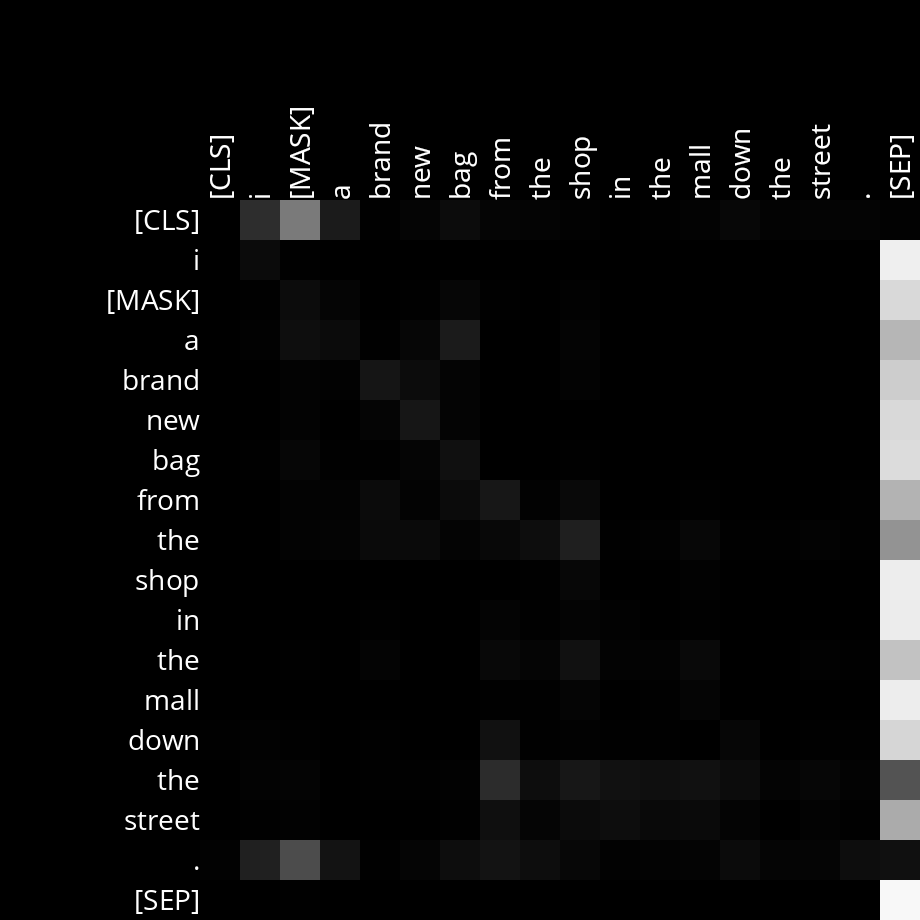 [CLS] i [MASK] a brand new bag from the shop in the mall down the street . [SEP]
[CLS]
i
[MASK]
a
brand
new
bag
from
the
shop
in
the
mall
down
the
street
.
[SEP]